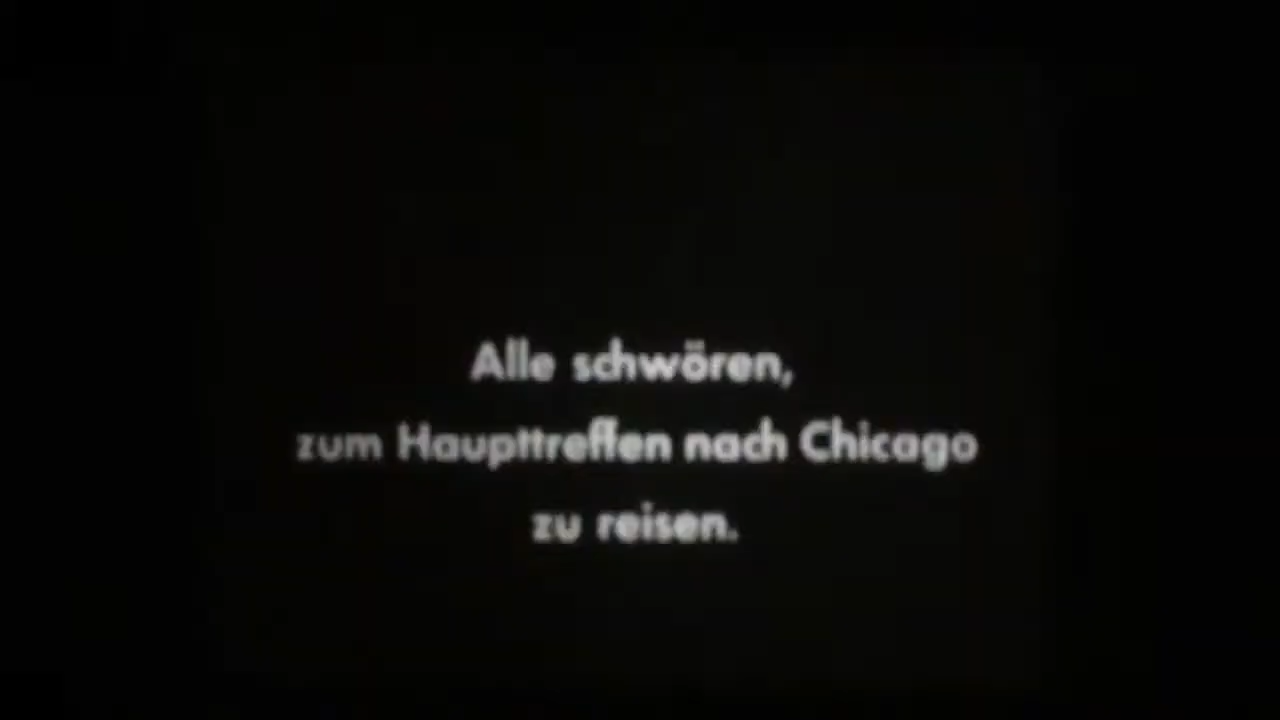 Alle schwören,
zum Haupttreffen nach Chicago
zu reisen.